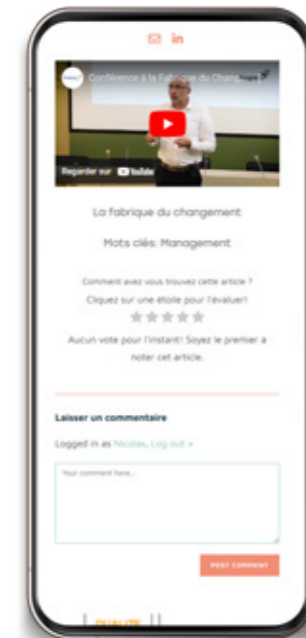 in
Conférence à la Fabrique du Chang
Regarder sur YouTube
La fabrique du changement
Mots clés: Management
Comment avez vous trouvez cette article ?
Cliquez sur une étoile pour l'évaluer!
Aucun vote pour l'instant! Soyez le premier à
noter cet article.
Laisser un commentaire
Logged in as Nicolas. Log out »
Your comment here...
POST COMMENT
QUALITE